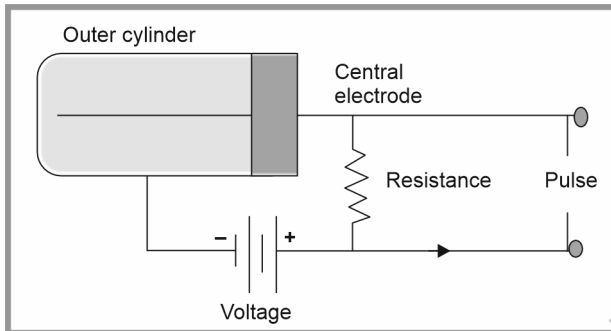 Outer cylinder
Central
electrode
Resistance
Pulse
– +
Voltage